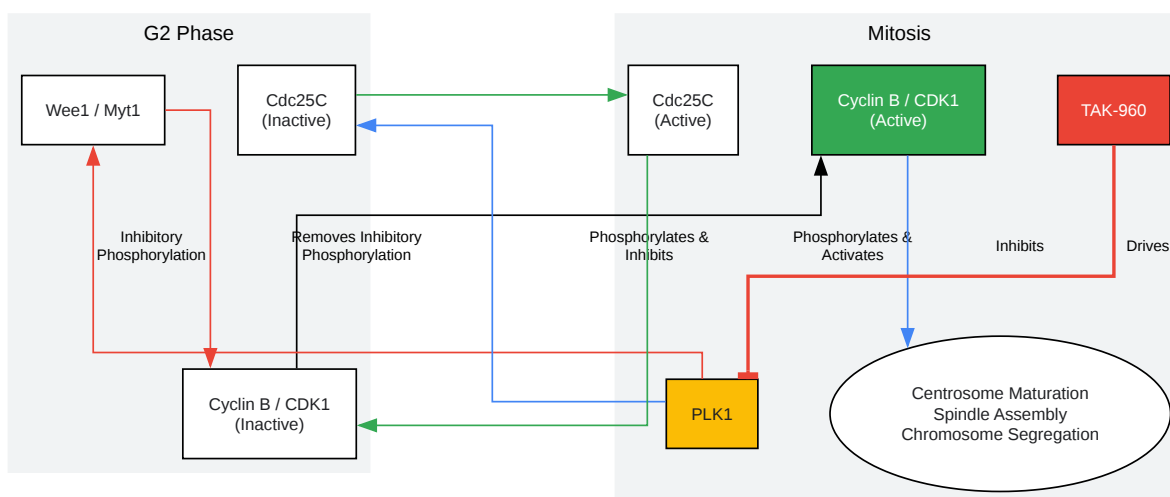 G2 Phase
Mitosis
Wee1 / Myt1
Cdc25C
(Inactive)
Cdc25C
(Active)
Cyclin B / CDK1
(Active)
TAK-960
Inhibitory
Phosphorylation
Removes Inhibitory
Phosphorylation
Phosphorylates &
Inhibits
Phosphorylates &
Activates
Inhibits
Drives
Cyclin B / CDK1
(Inactive)
PLK1
Centrosome Maturation
Spindle Assembly
Chromosome Segregation